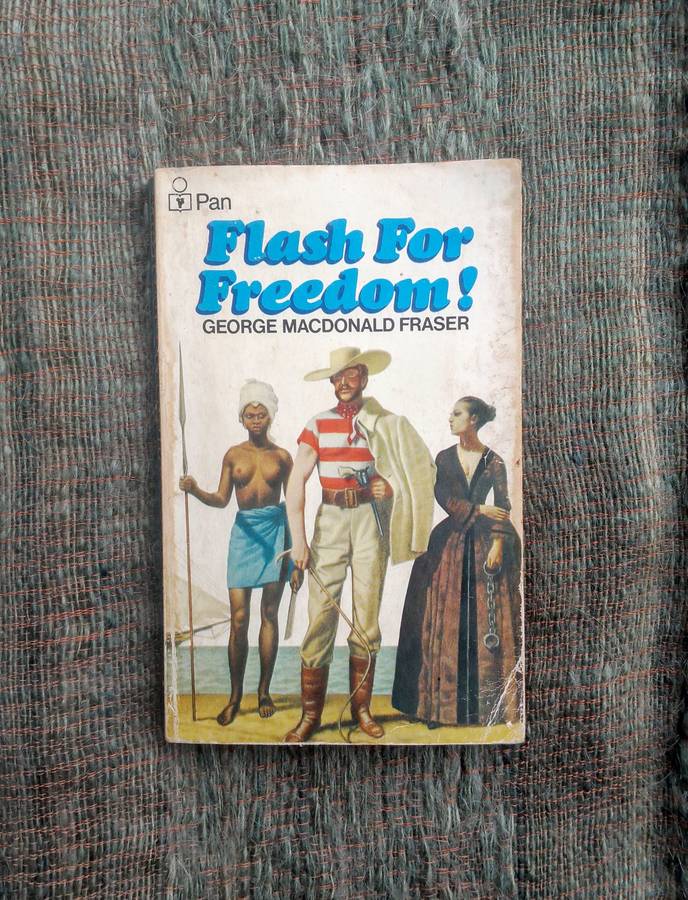 Pan
Flash For
Freedom!
GEORGE MACDONALD FRASER